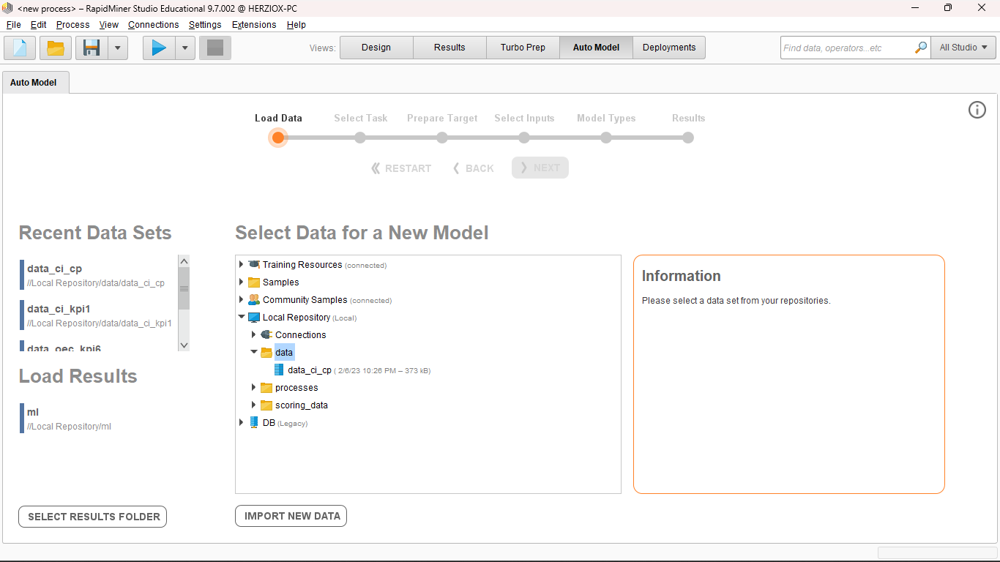 <new process> – RapidMiner Studio Educational 9.7.002 @ HERZIOX-PC
File Edit Process View Connections Settings Extensions Help
Views: Design Results Turbo Prep Auto Model Deployments Find data, operators...etc All Studio
Auto Model
Load Data Select Task Prepare Target Select Inputs Model Types Results
RESTART BACK NEXT
Recent Data Sets
data_ci_cp
//Local Repository/data/data_ci_cp
data_ci_kpi1
//Local Repository/data/data_ci_kpi1
data_oec_kpi6
Load Results
ml
//Local Repository/ml
SELECT RESULTS FOLDER
Select Data for a New Model
Training Resources (connected)
Samples
Community Samples (connected)
Local Repository (Local)
Connections
data
data_ci_cp ( 2/6/23 10:26 PM – 373 kB)
processes
scoring_data
DB (Legacy)
IMPORT NEW DATA
Information
Please select a data set from your repositories.